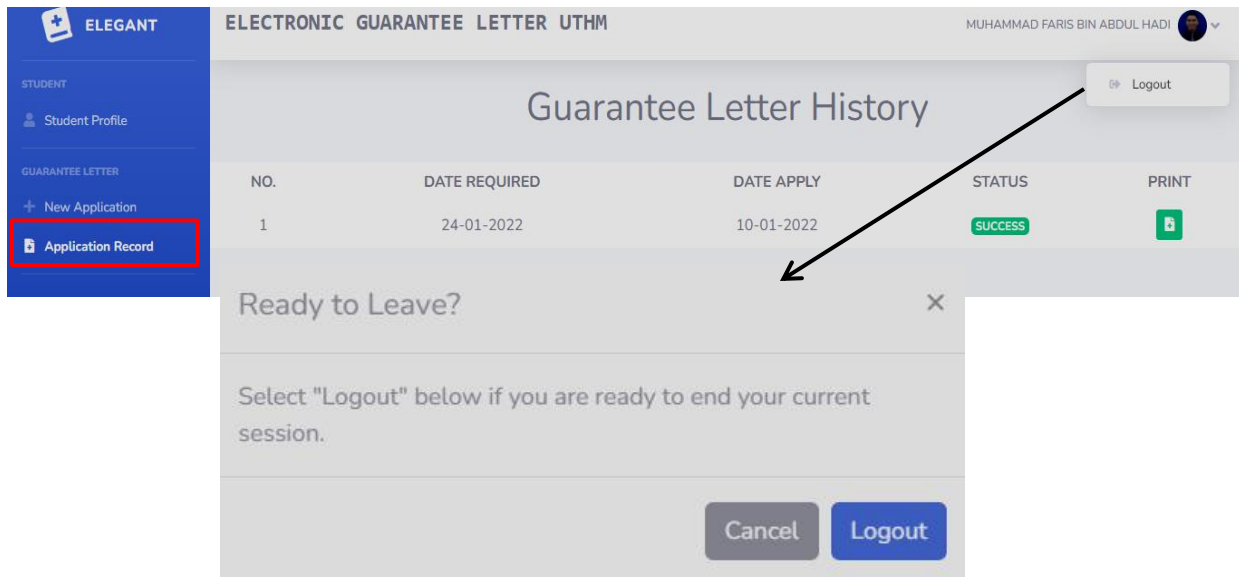 ELEGANT
ELECTRONIC GUARANTEE LETTER UTHM
MUHAMMAD FARIS BIN ABDUL HADI
STUDENT
Student Profile
GUARANTEE LETTER
New Application
Application Record
Logout
Guarantee Letter History
NO. DATE REQUIRED DATE APPLY STATUS PRINT
1 24-01-2022 10-01-2022 SUCCESS
Ready to Leave? ×
Select "Logout" below if you are ready to end your current
session.
Cancel Logout